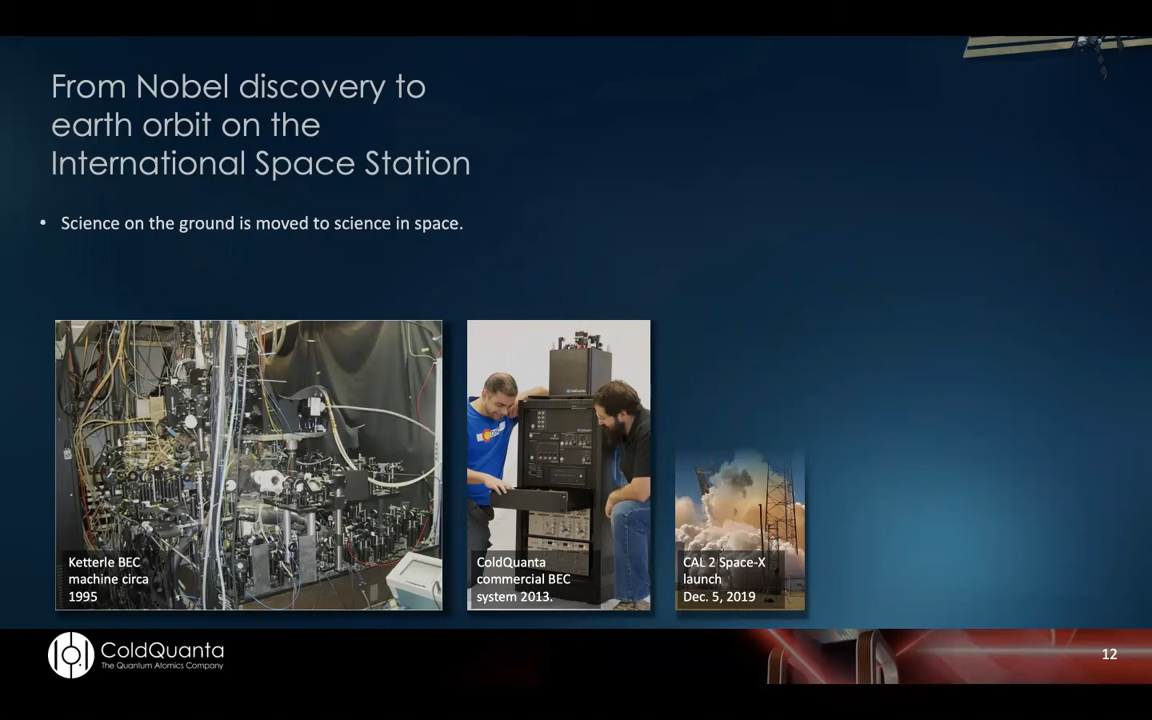 From Nobel discovery to
earth orbit on the
International Space Station
• Science on the ground is moved to science in space.
Ketterle BEC
machine circa
1995
ColdQuanta
commercial BEC
system 2013.
CAL 2 Space-X
launch
Dec. 5, 2019
ColdQuanta
The Quantum Atomics Company
12